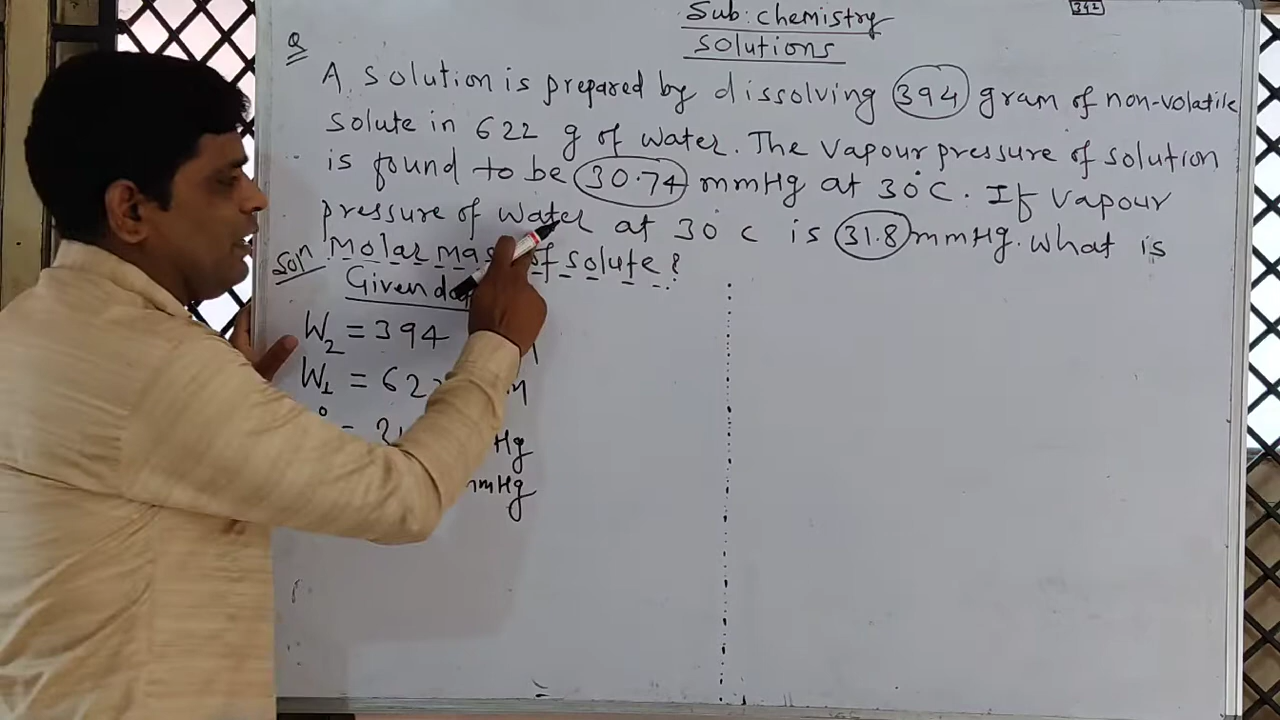 Sub: chemistry
342
Solutions
Q
A solution is prepared by dissolving 394 gram of non-volatile
Solute in 622 g of water. The Vapour pressure of solution
is found to be 30.74 mmHg at 30°C. If Vapour
pressure of water at 30°C is 31.8 mmHg. What is
Molar mass of solute?
Soln
Given
W2 = 394
W1 = 62
Hg
mmHg